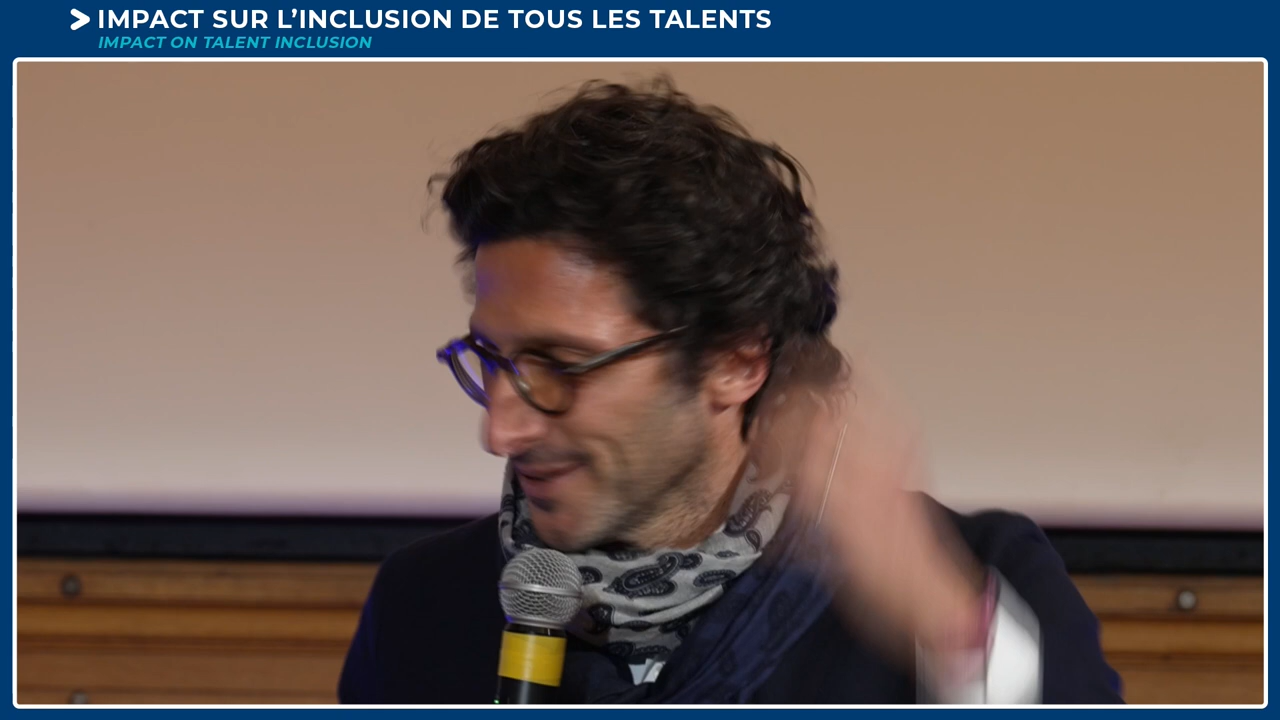 IMPACT SUR L’INCLUSION DE TOUS LES TALENTS
IMPACT ON TALENT INCLUSION